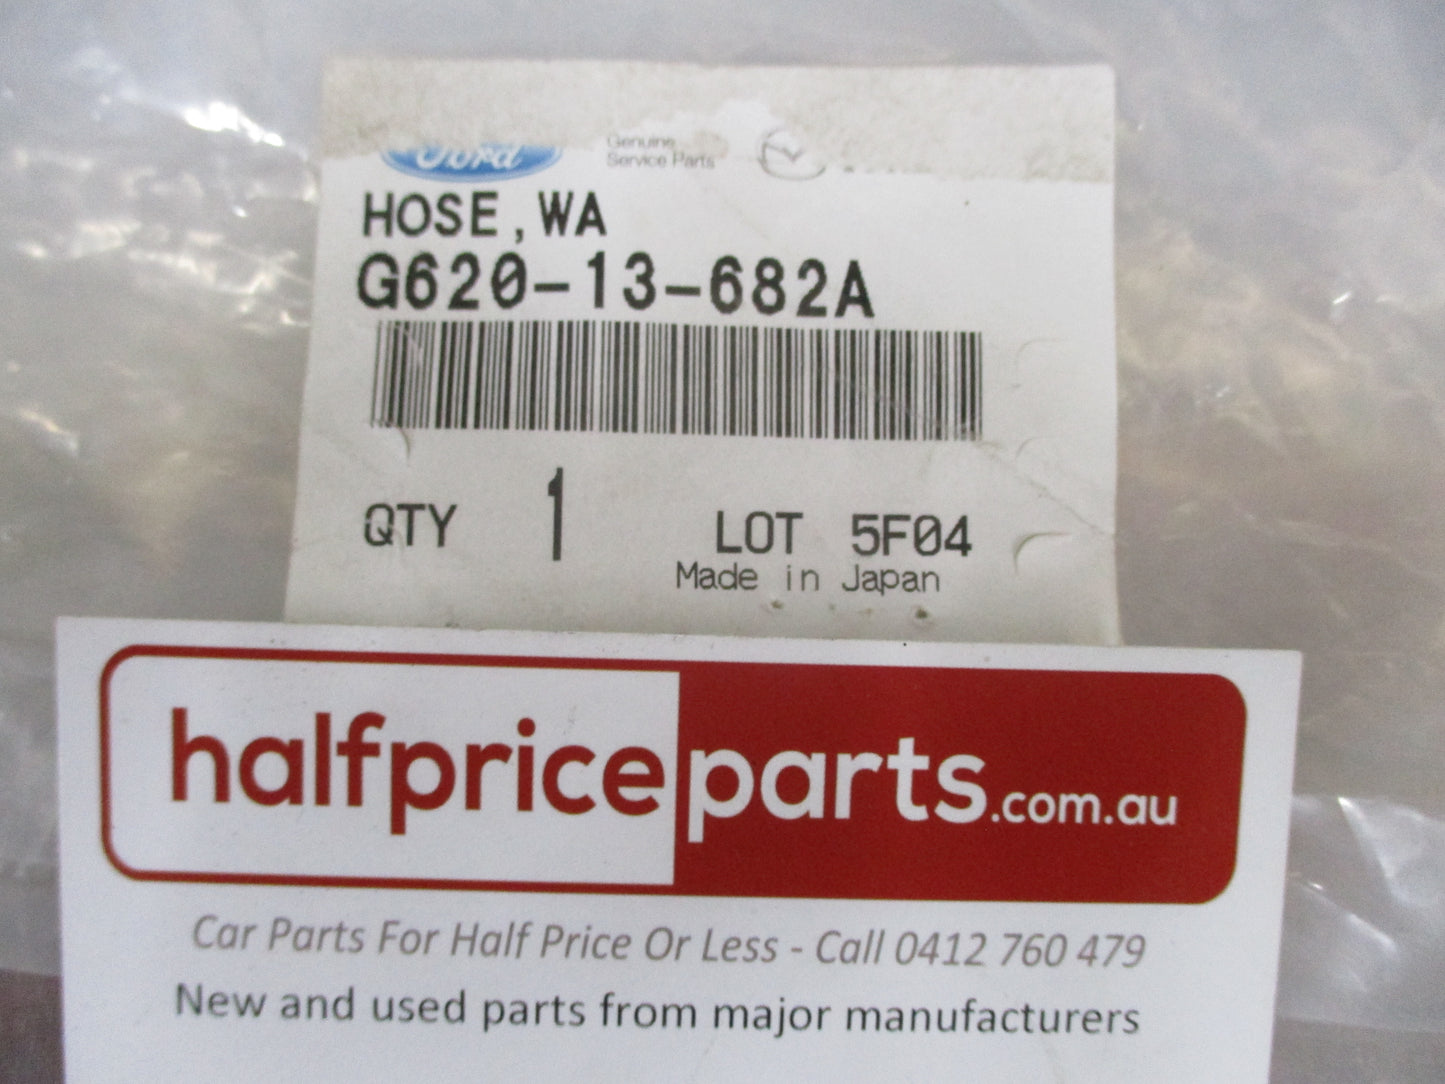 Ford
Genuine
Service Parts
HOSE,WA
G620-13-682A
QTY 1 LOT 5F04
Made in Japan
halfpriceparts.com.au
Car Parts For Half Price Or Less - Call 0412 760 479
New and used parts from major manufacturers